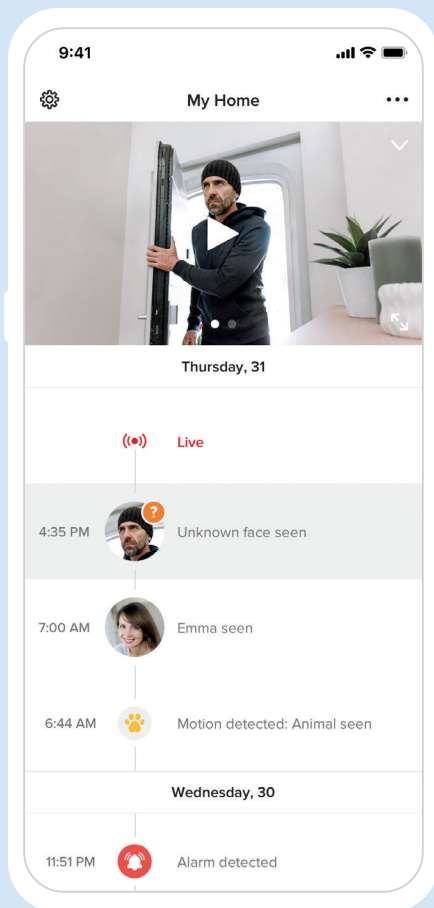 9:41
My Home
Thursday, 31
Live
4:35 PM Unknown face seen
?
7:00 AM Emma seen
6:44 AM Motion detected: Animal seen
Wednesday, 30
11:51 PM Alarm detected